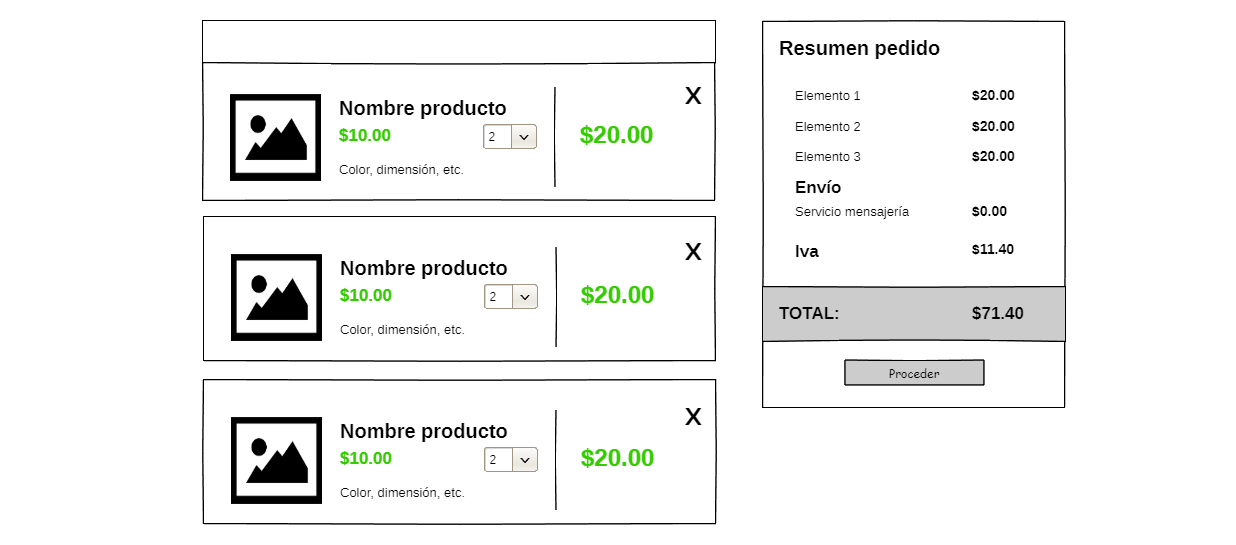 X
Nombre producto
$10.00
2
$20.00
Color, dimensión, etc.
X
Nombre producto
$10.00
2
$20.00
Color, dimensión, etc.
X
Nombre producto
$10.00
2
$20.00
Color, dimensión, etc.
Resumen pedido
Elemento 1 $20.00
Elemento 2 $20.00
Elemento 3 $20.00
Envío
Servicio mensajería $0.00
Iva $11.40
TOTAL: $71.40
Proceder